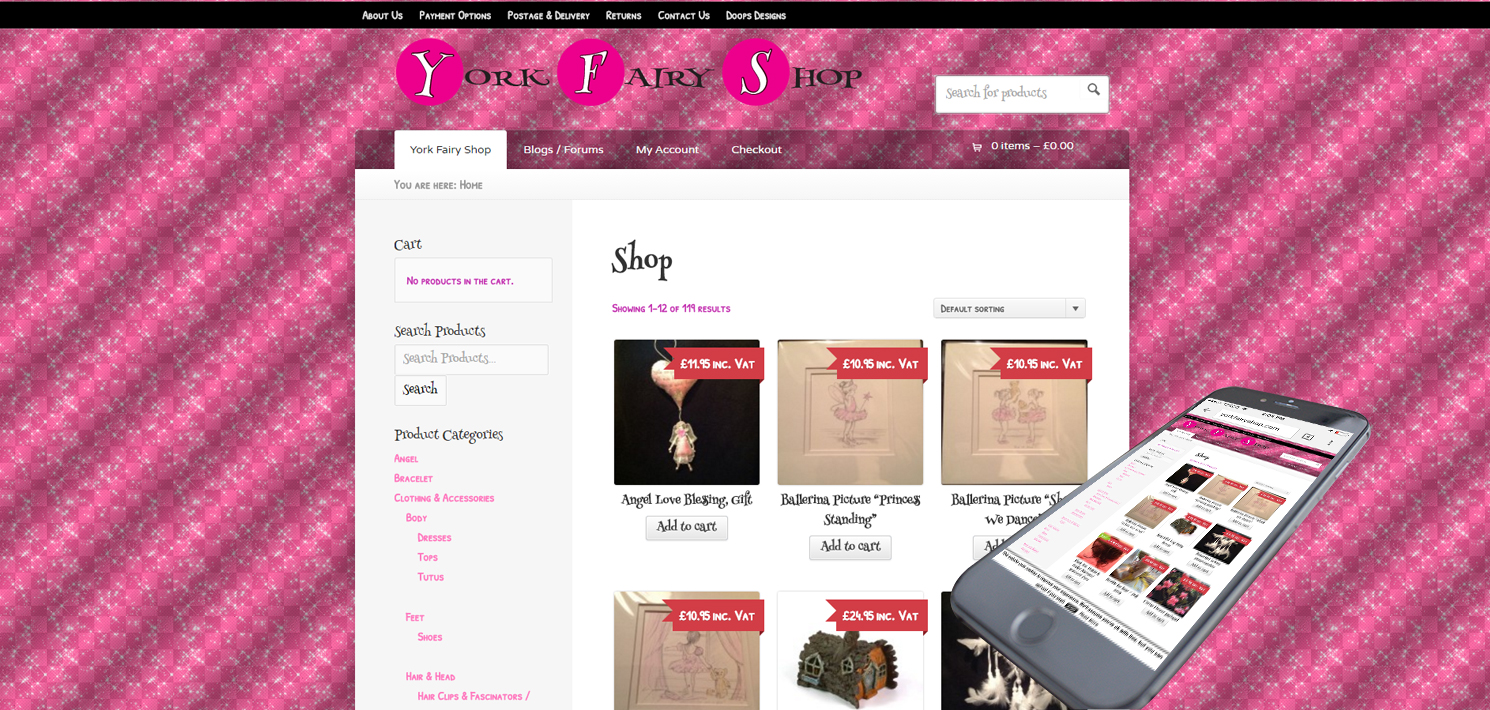 About Us Payment Options Postage & Delivery Returns Contact Us Doops Designs
York Fairy Shop
Search for products
York Fairy Shop Blogs / Forums My Account Checkout 0 items – £0.00
You are here: Home
Cart
No products in the cart.
Search Products
Search Products...
Search
Product Categories
Angel
Bracelet
Clothing & Accessories
Body
Dresses
Tops
Tutus
Feet
Shoes
Hair & Head
Hair Clips & Fascinators /
Shop
Showing 1–12 of 119 results
Default sorting
£11.95 inc. Vat £10.95 inc. Vat £10.95 inc. Vat
Angel Love Blessing, Gift
Add to cart
Ballerina Picture “Princess
Standing”
Add to cart
Ballerina Picture
We Dance
£10.95 inc. Vat £24.95 inc. Vat
yorkfairyshop.com
York Fairy Shop
Shop